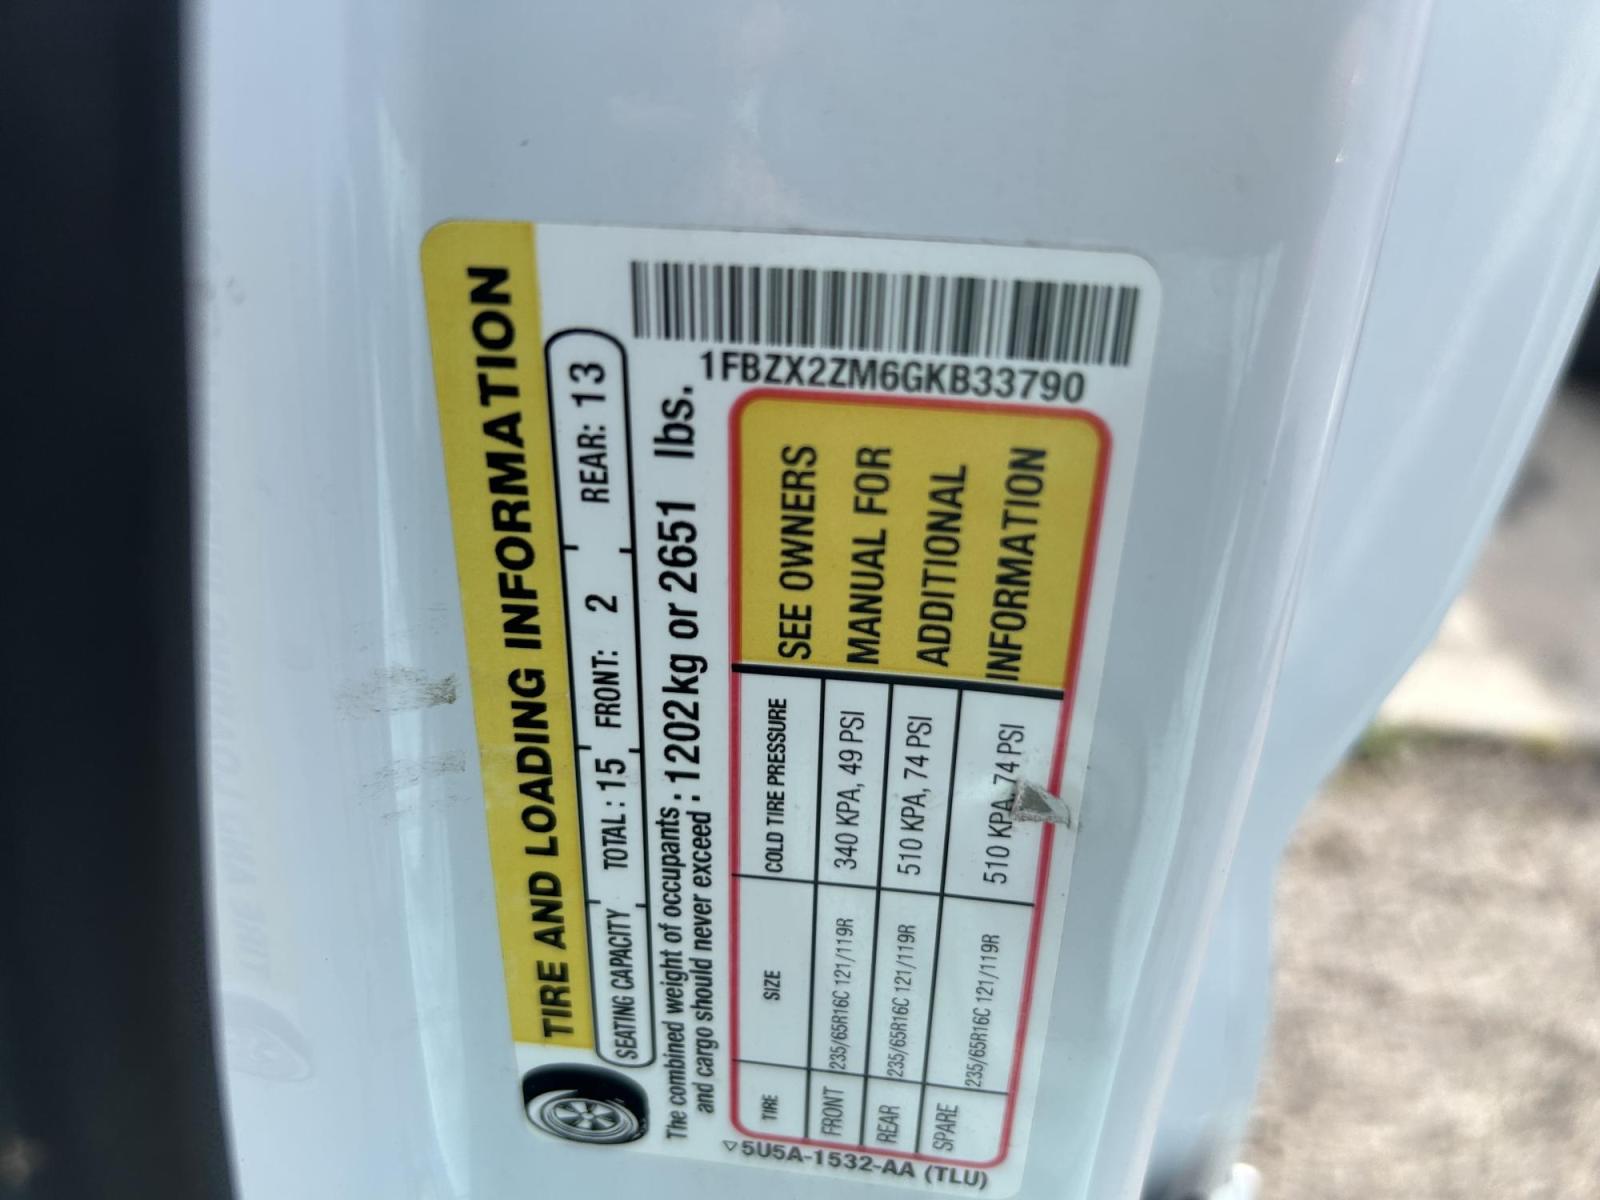 TIRE AND LOADING INFORMATION
SEATING CAPACITY TOTAL : 15 FRONT: 2 REAR: 13
The combined weight of occupants : 1202kg or 2651 lbs.
and cargo should never exceed :
1FBZX2ZM6GKB33790
TIRE SIZE COLD TIRE PRESSURE
FRONT 235/65R16C 121/119R 340 KPA, 49 PSI
REAR 235/65R16C 121/119R 510 KPA, 74 PSI
SPARE 235/65R16C 121/119R 510 KPA, 74 PSI
SEE OWNERS
MANUAL FOR
ADDITIONAL
INFORMATION
▽5U5A-1532-AA (TLU)